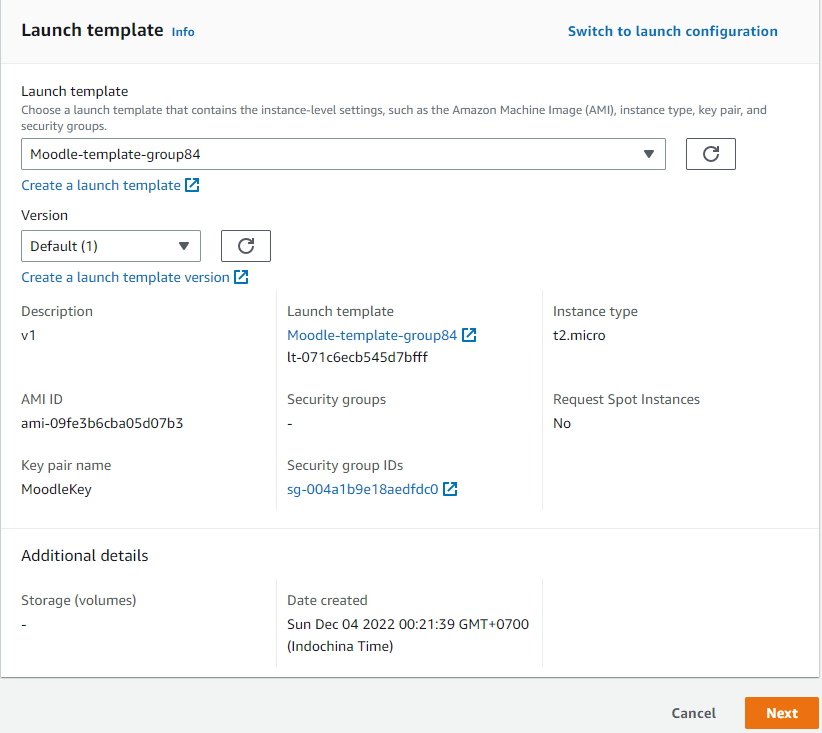 Launch template Info
Switch to launch configuration
Launch template
Choose a launch template that contains the instance-level settings, such as the Amazon Machine Image (AMI), instance type, key pair, and
security groups.
Moodle-template-group84
Create a launch template
Version
Default (1)
Create a launch template version
Description
v1
Launch template
Moodle-template-group84
lt-071c6ecb545d7bfff
Instance type
t2.micro
AMI ID
ami-09fe3b6cba05d07b3
Security groups
-
Request Spot Instances
No
Key pair name
MoodleKey
Security group IDs
sg-004a1b9e18aedfdc0
Additional details
Storage (volumes)
-
Date created
Sun Dec 04 2022 00:21:39 GMT+0700
(Indochina Time)
Cancel
Next